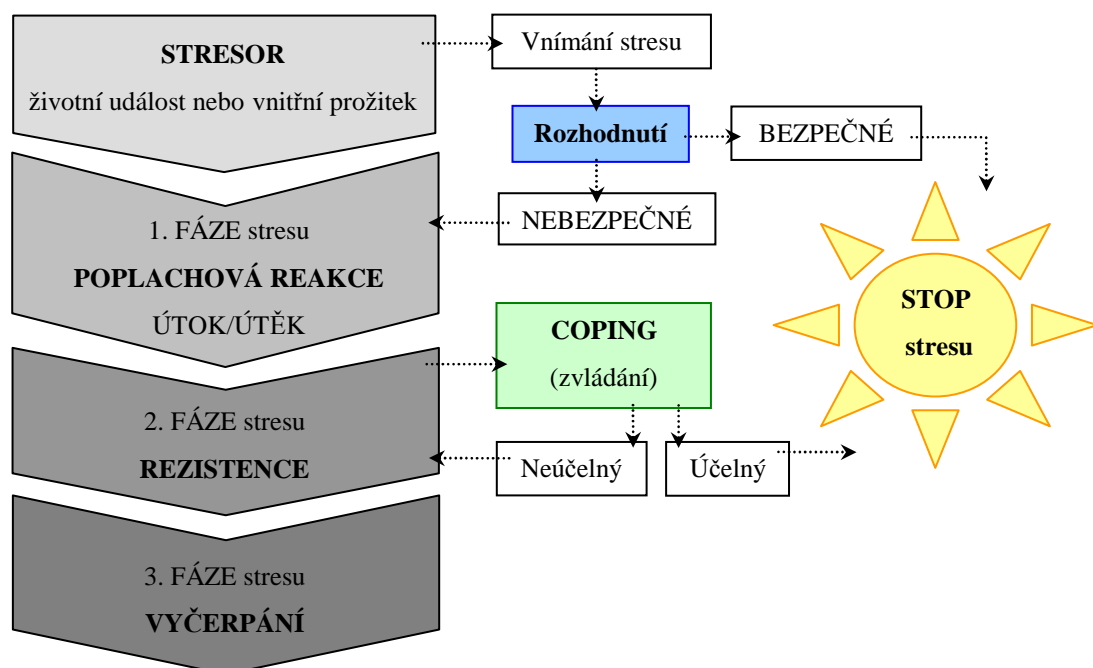 STRESOR
životní událost nebo vnitřní prožitek
Vnímání stresu
Rozhodnutí
BEZPEČNÉ
NEBEZPEČNÉ
1. FÁZE stresu
POPLACHOVÁ REAKCE
ÚTOK/ÚTĚK
COPING
(zvládání)
STOP
stresu
2. FÁZE stresu
REZISTENCE
Neúčelný
Účelný
3. FÁZE stresu
VYČERPÁNÍ